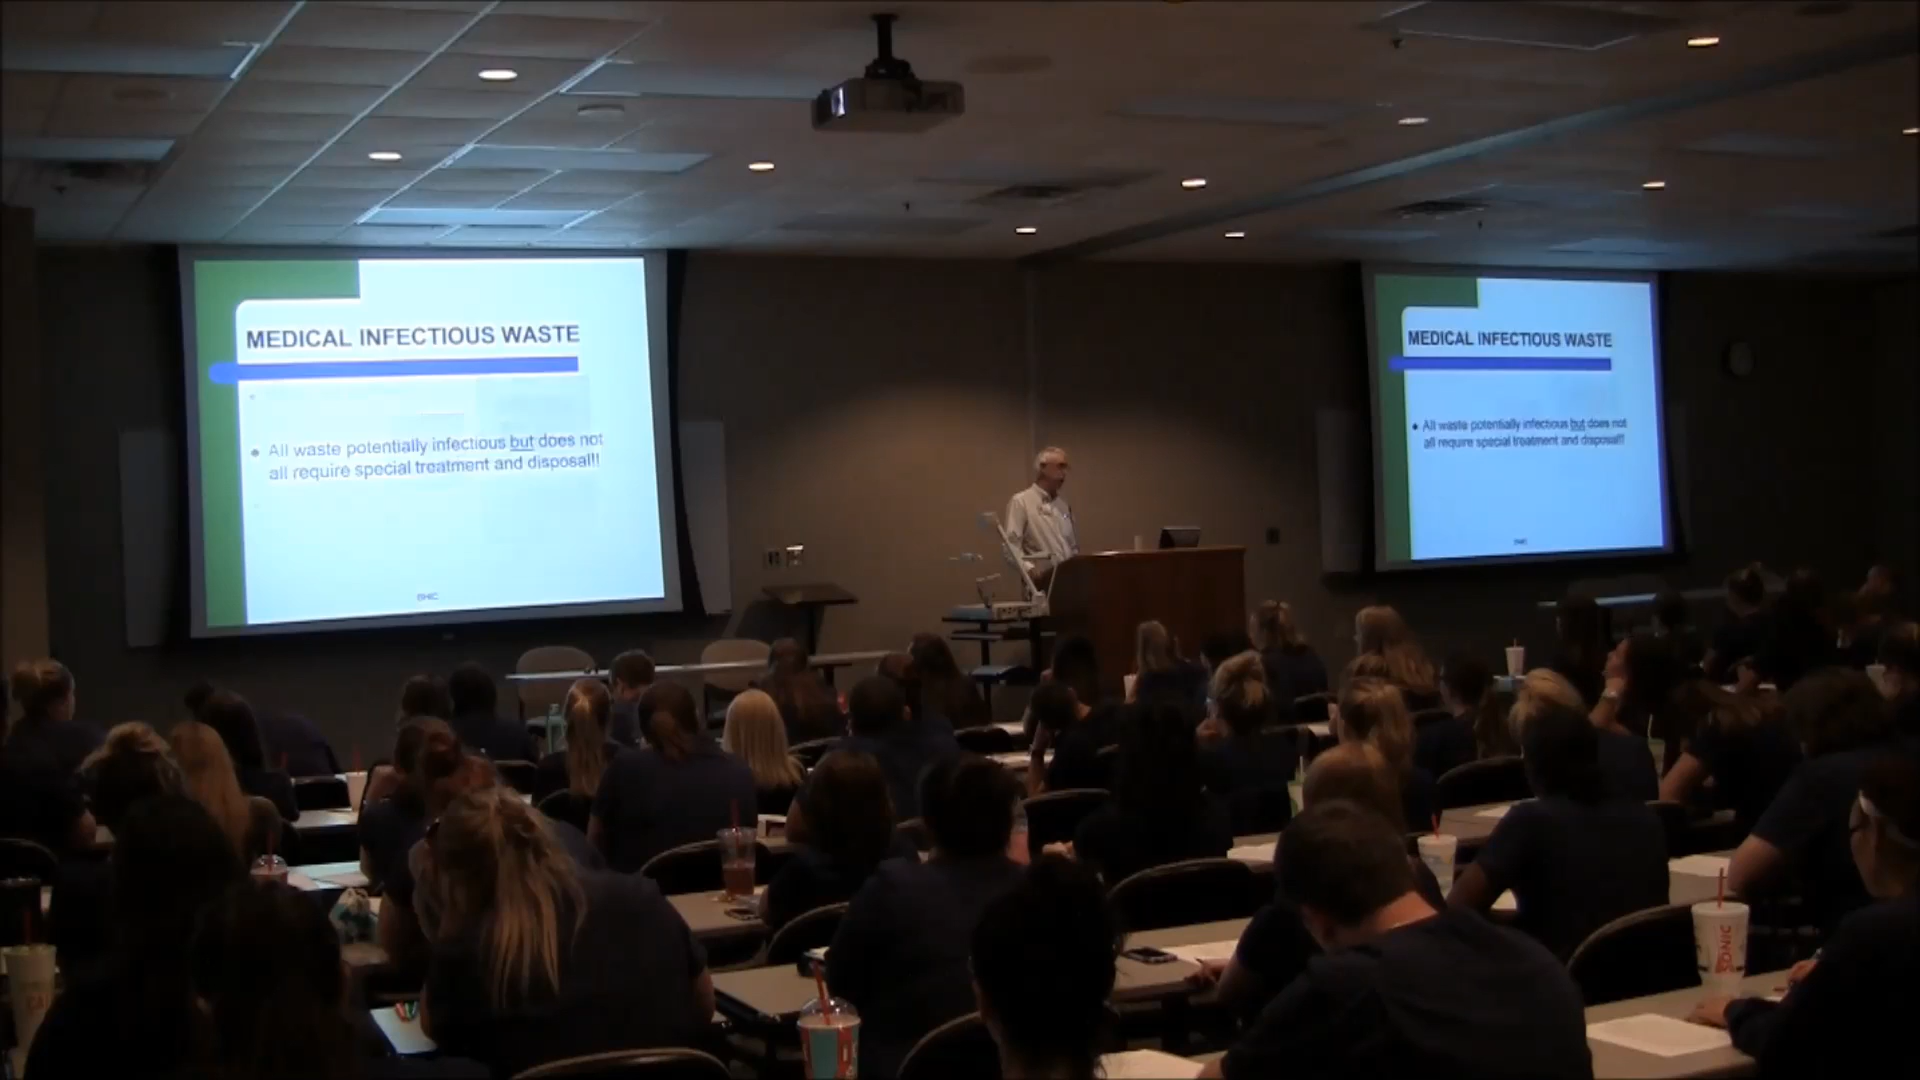 MEDICAL INFECTIOUS WASTE
All waste potentially infectious but does not
all require special treatment and disposal!!
MEDICAL INFECTIOUS WASTE
All waste potentially infectious but does not
all require special treatment and disposal!!
SONIC